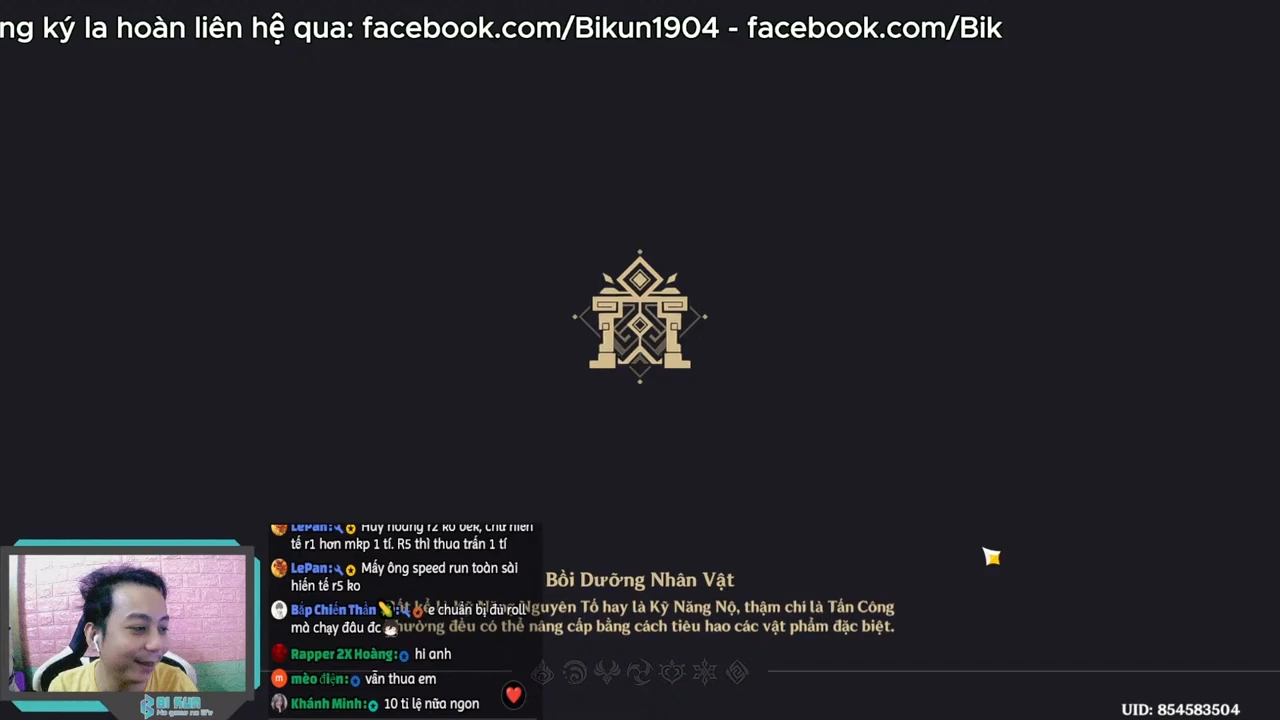 ng ký la hoàn liên hệ qua: facebook.com/Bikun1904 - facebook.com/Bik
LePan: Huỷ hoàng r2 ko bek, chứ hiến
tế r1 hơn mkp 1 tí. R5 thì thua trấn 1 tí
LePan: Mấy ông speed run toàn sài
hiến tế r5 ko
Bắp Chiến Thần: e chuẩn bị đủ roll
mà chạy đâu đc
Rapper 2X Hoàng: hi anh
mèo điện: vẫn thua em
Khánh Minh: 10 tỉ lệ nữa ngon
Bồi Dưỡng Nhân Vật
Nguyên Tố hay là Kỹ Năng Nộ, thậm chí là Tấn Công
Thường đều có thể nâng cấp bằng cách tiêu hao các vật phẩm đặc biệt.
BI KUN
UID: 854583504